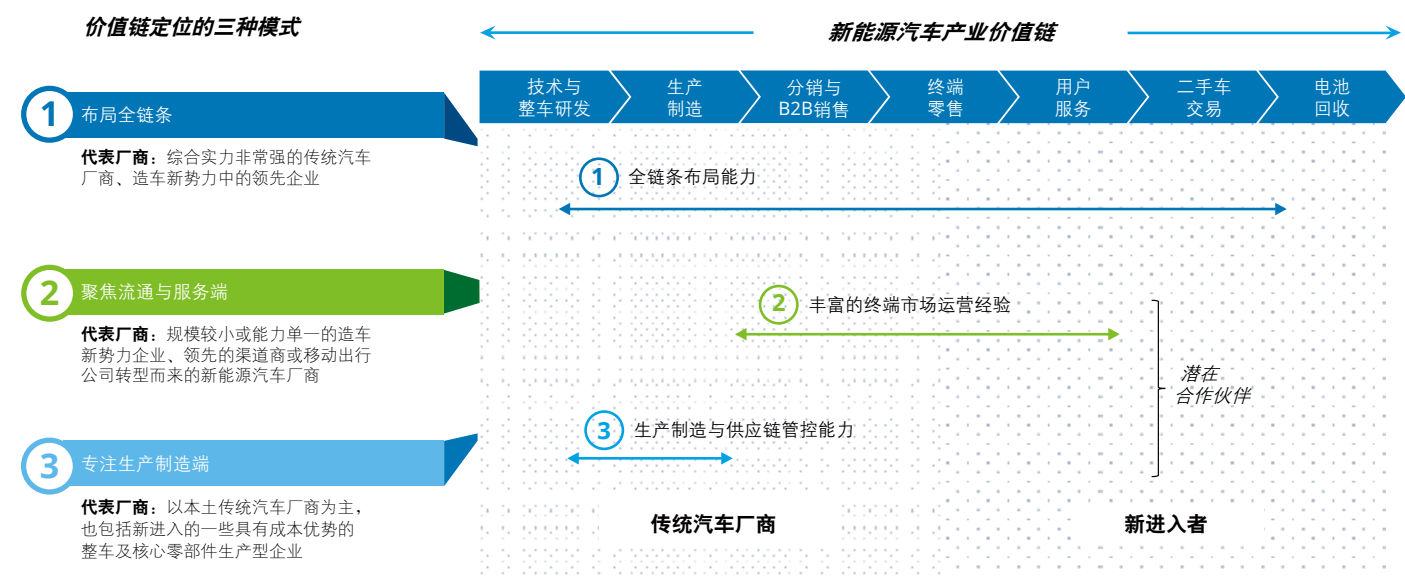 价值链定位的三种模式
新能源汽车产业价值链
技术与
整车研发
生产
制造
分销与
B2B销售
终端
零售
用户
服务
二手车
交易
电池
回收
1
布局全链条
代表厂商：综合实力非常强的传统汽车
厂商、造车新势力中的领先企业
1
全链条布局能力
2
聚焦流通与服务端
代表厂商：规模较小或能力单一的造车
新势力企业、领先的渠道商或移动出行
公司转型而来的新能源汽车厂商
2
丰富的终端市场运营经验
潜在
合作伙伴
3
专注生产制造端
代表厂商：以本土传统汽车厂商为主，
也包括新进入的一些具有成本优势的
整车及核心零部件生产型企业
3
生产制造与供应链管控能力
传统汽车厂商
新进入者